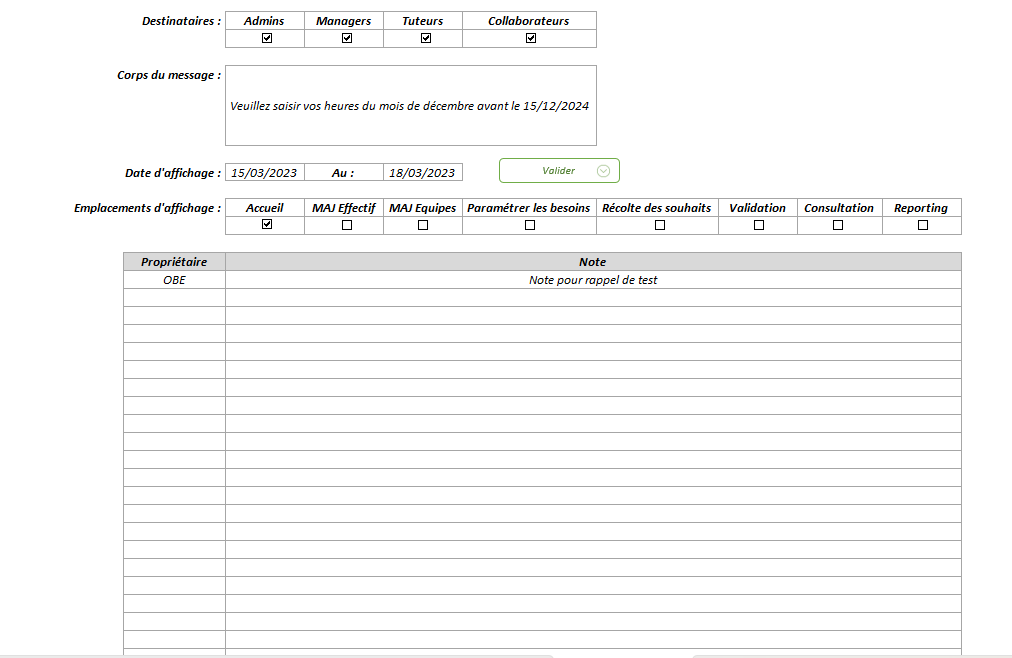 Destinataires : Admins Managers Tuteurs Collaborateurs
Corps du message :
Veuillez saisir vos heures du mois de décembre avant le 15/12/2024
Date d'affichage : 15/03/2023 Au : 18/03/2023 Valider
Emplacements d'affichage : Accueil MAJ Effectif MAJ Equipes Paramétrer les besoins Récolte des souhaits Validation Consultation Reporting
Propriétaire Note
OBE Note pour rappel de test